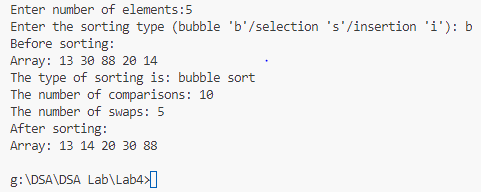 Enter number of elements:5
Enter the sorting type (bubble 'b'/selection 's'/insertion 'i'): b
Before sorting:
Array: 13 30 88 20 14
The type of sorting is: bubble sort
The number of comparisons: 10
The number of swaps: 5
After sorting:
Array: 13 14 20 30 88
g:\DSA\DSA Lab\Lab4>